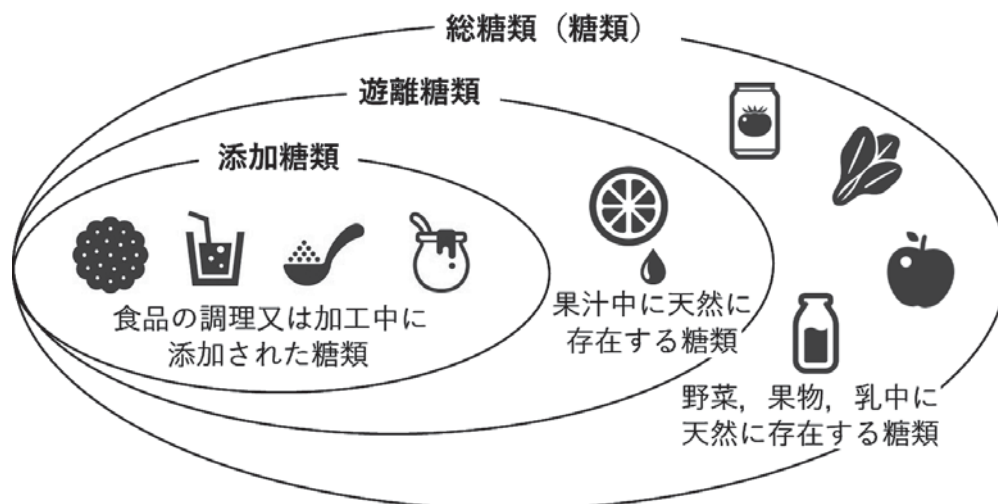 総糖類（糖類）
遊離糖類
添加糖類
食品の調理又は加工中に
添加された糖類
果汁中に天然に
存在する糖類
野菜，果物，乳中に
天然に存在する糖類